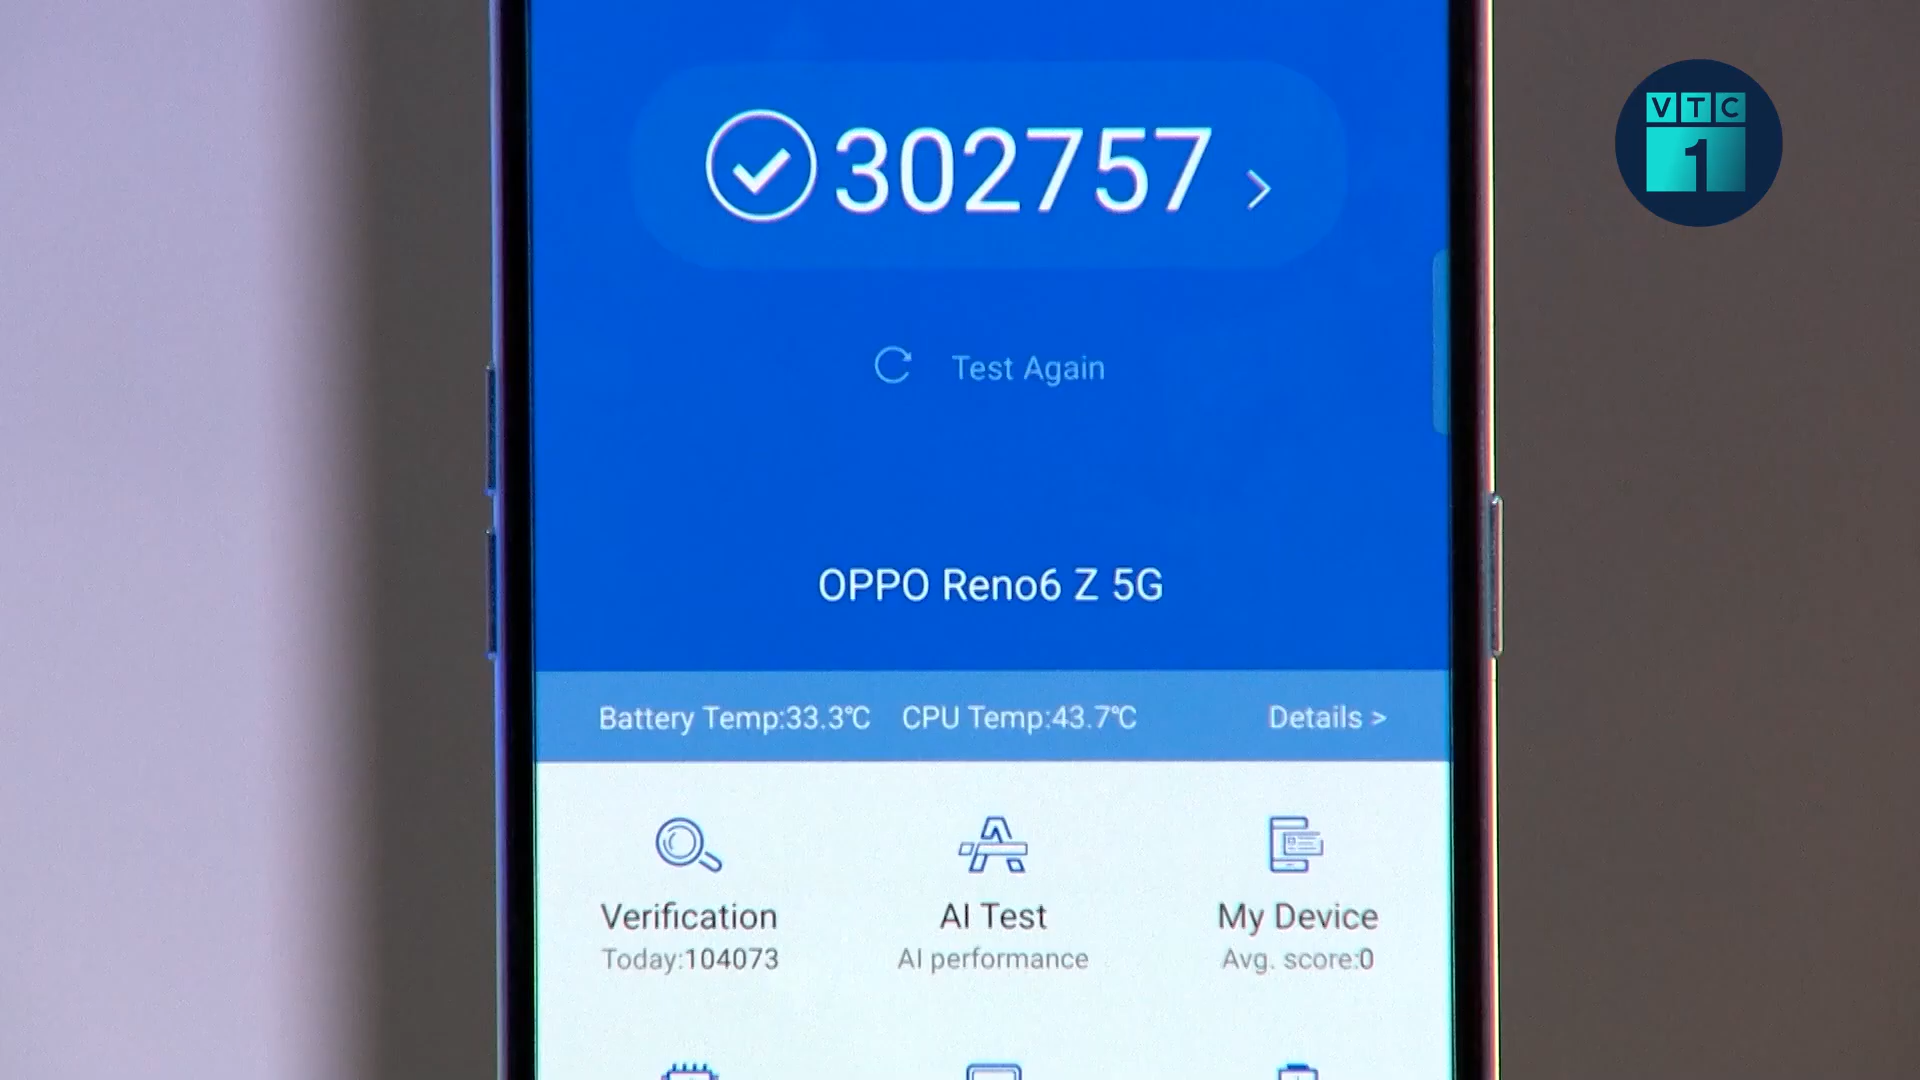 VTC
1
302757 >
Test Again
OPPO Reno6 Z 5G
Battery Temp:33.3℃ CPU Temp:43.7℃ Details >
Verification AI Test My Device
Today:104073 AI performance Avg. score:0